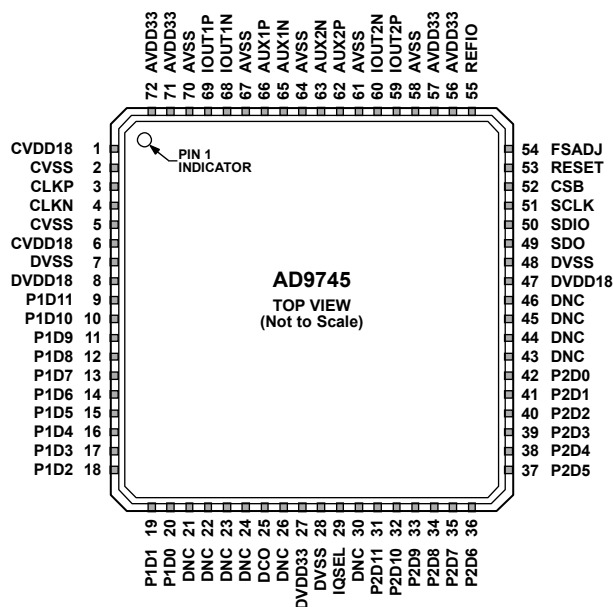 72 AVDD33
71 AVDD33
70 AVSS
69 IOUT1P
68 IOUT1N
67 AVSS
66 AUX1P
65 AUX1N
64 AVSS
63 AUX2N
62 AUX2P
61 AVSS
60 IOUT2N
59 IOUT2P
58 AVSS
57 AVDD33
56 AVDD33
55 REFIO
CVDD18 1
CVSS 2
CLKP 3
CLKN 4
CVSS 5
CVDD18 6
DVSS 7
DVDD18 8
P1D11 9
P1D10 10
P1D9 11
P1D8 12
P1D7 13
P1D6 14
P1D5 15
P1D4 16
P1D3 17
P1D2 18
PIN 1
INDICATOR
AD9745
TOP VIEW
(Not to Scale)
54 FSADJ
53 RESET
52 CSB
51 SCLK
50 SDIO
49 SDO
48 DVSS
47 DVDD18
46 DNC
45 DNC
44 DNC
43 DNC
42 P2D0
41 P2D1
40 P2D2
39 P2D3
38 P2D4
37 P2D5
P1D1 19
P1D0 20
DNC 21
DNC 22
DNC 23
DNC 24
DCO 25
DNC 26
DVDD33 27
DVSS 28
IQSEL 29
DNC 30
P2D11 31
P2D10 32
P2D9 33
P2D8 34
P2D7 35
P2D6 36